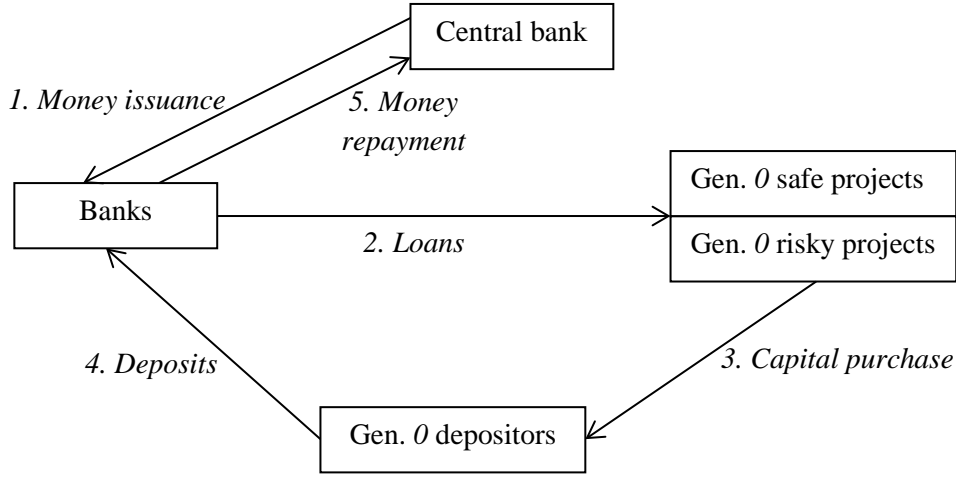 Central bank
1. Money issuance
5. Money
repayment
Gen. 0 safe projects
Banks
Gen. 0 risky projects
2. Loans
4. Deposits
3. Capital purchase
Gen. 0 depositors